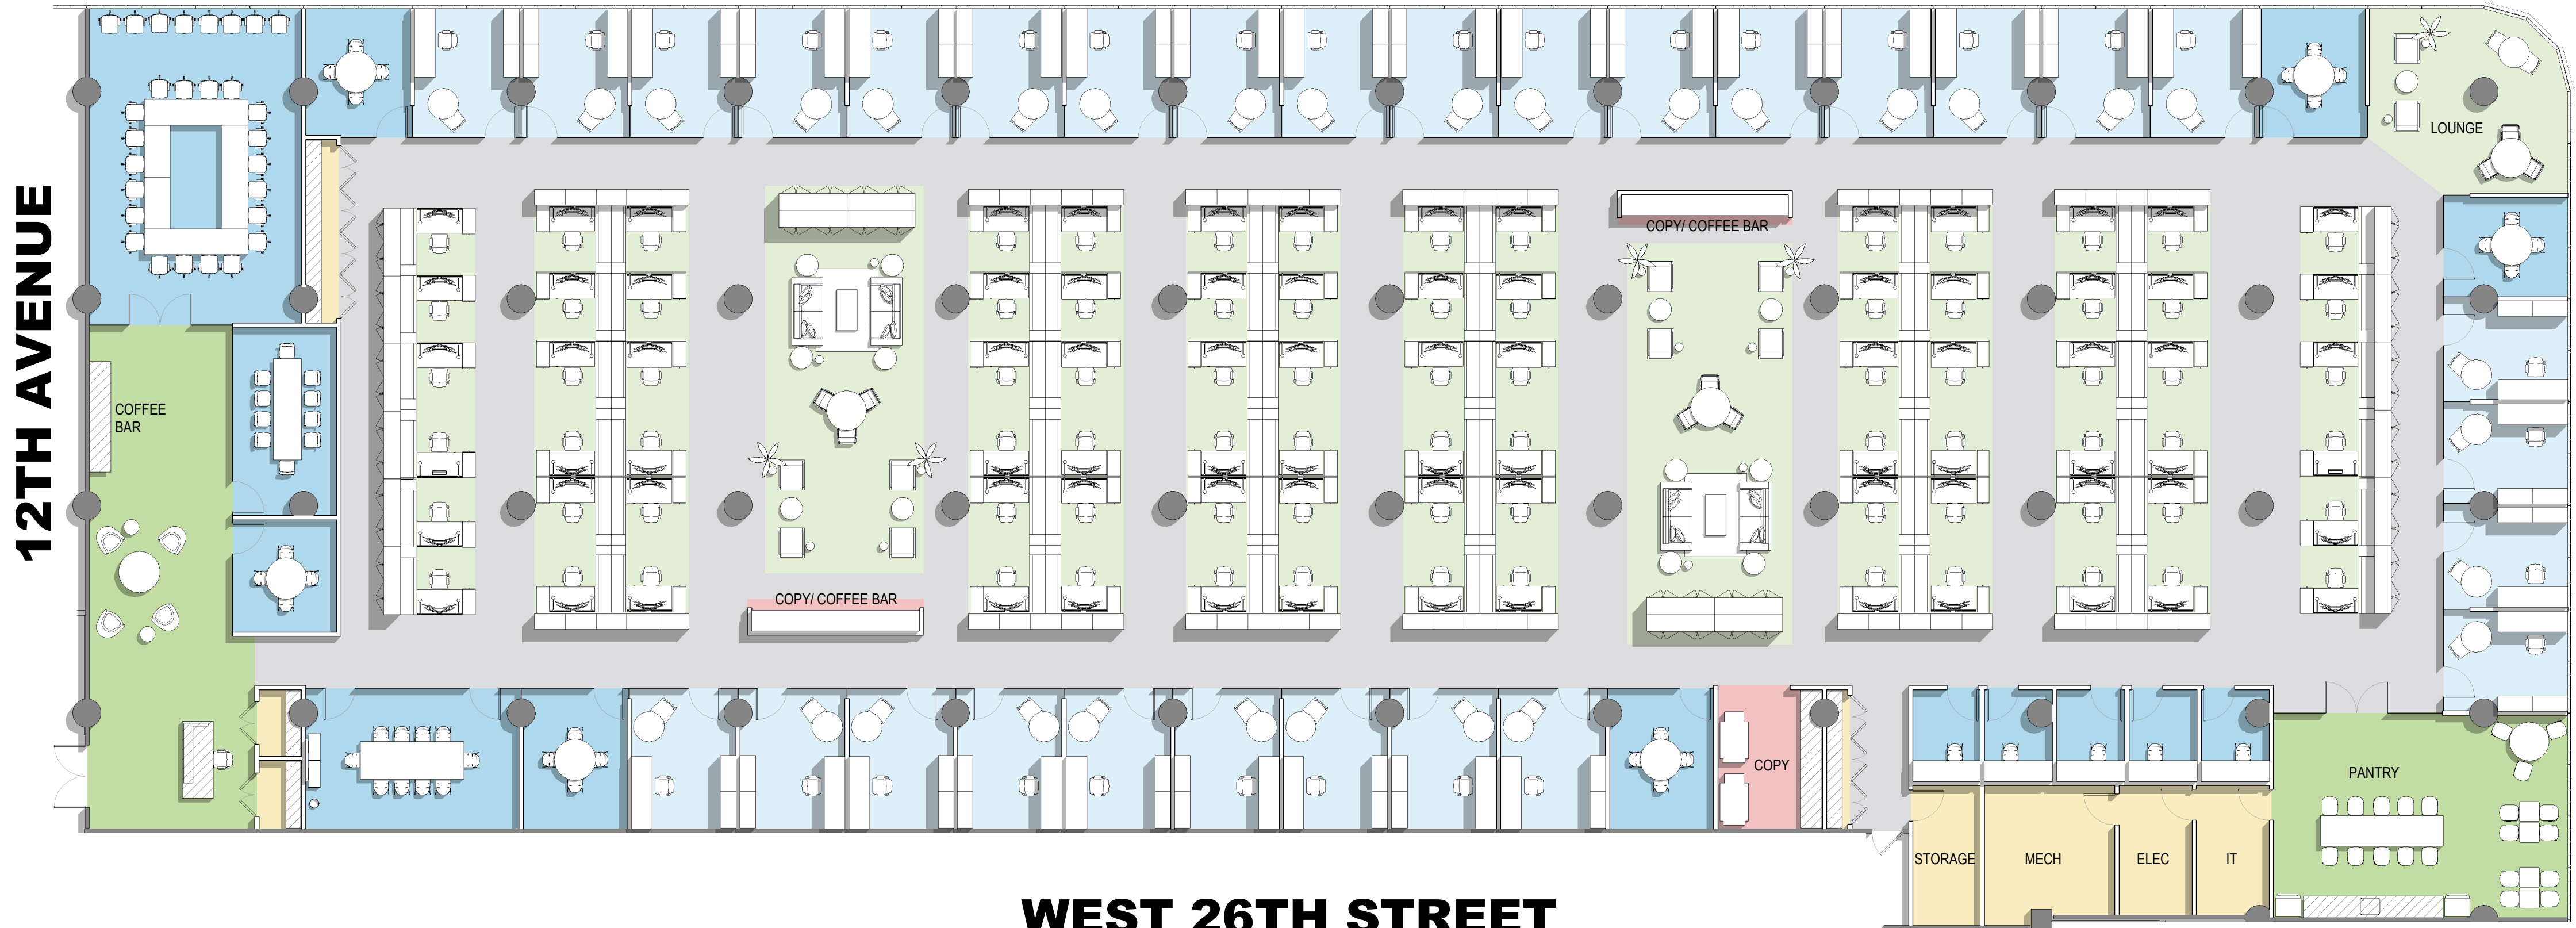 LOUNGE
12TH AVENUE
COPY/ COFFEE BAR
COFFEE
BAR
COPY/ COFFEE BAR
COPY
PANTRY
STORAGE
MECH
ELEC
IT
WEST 26TH STREET